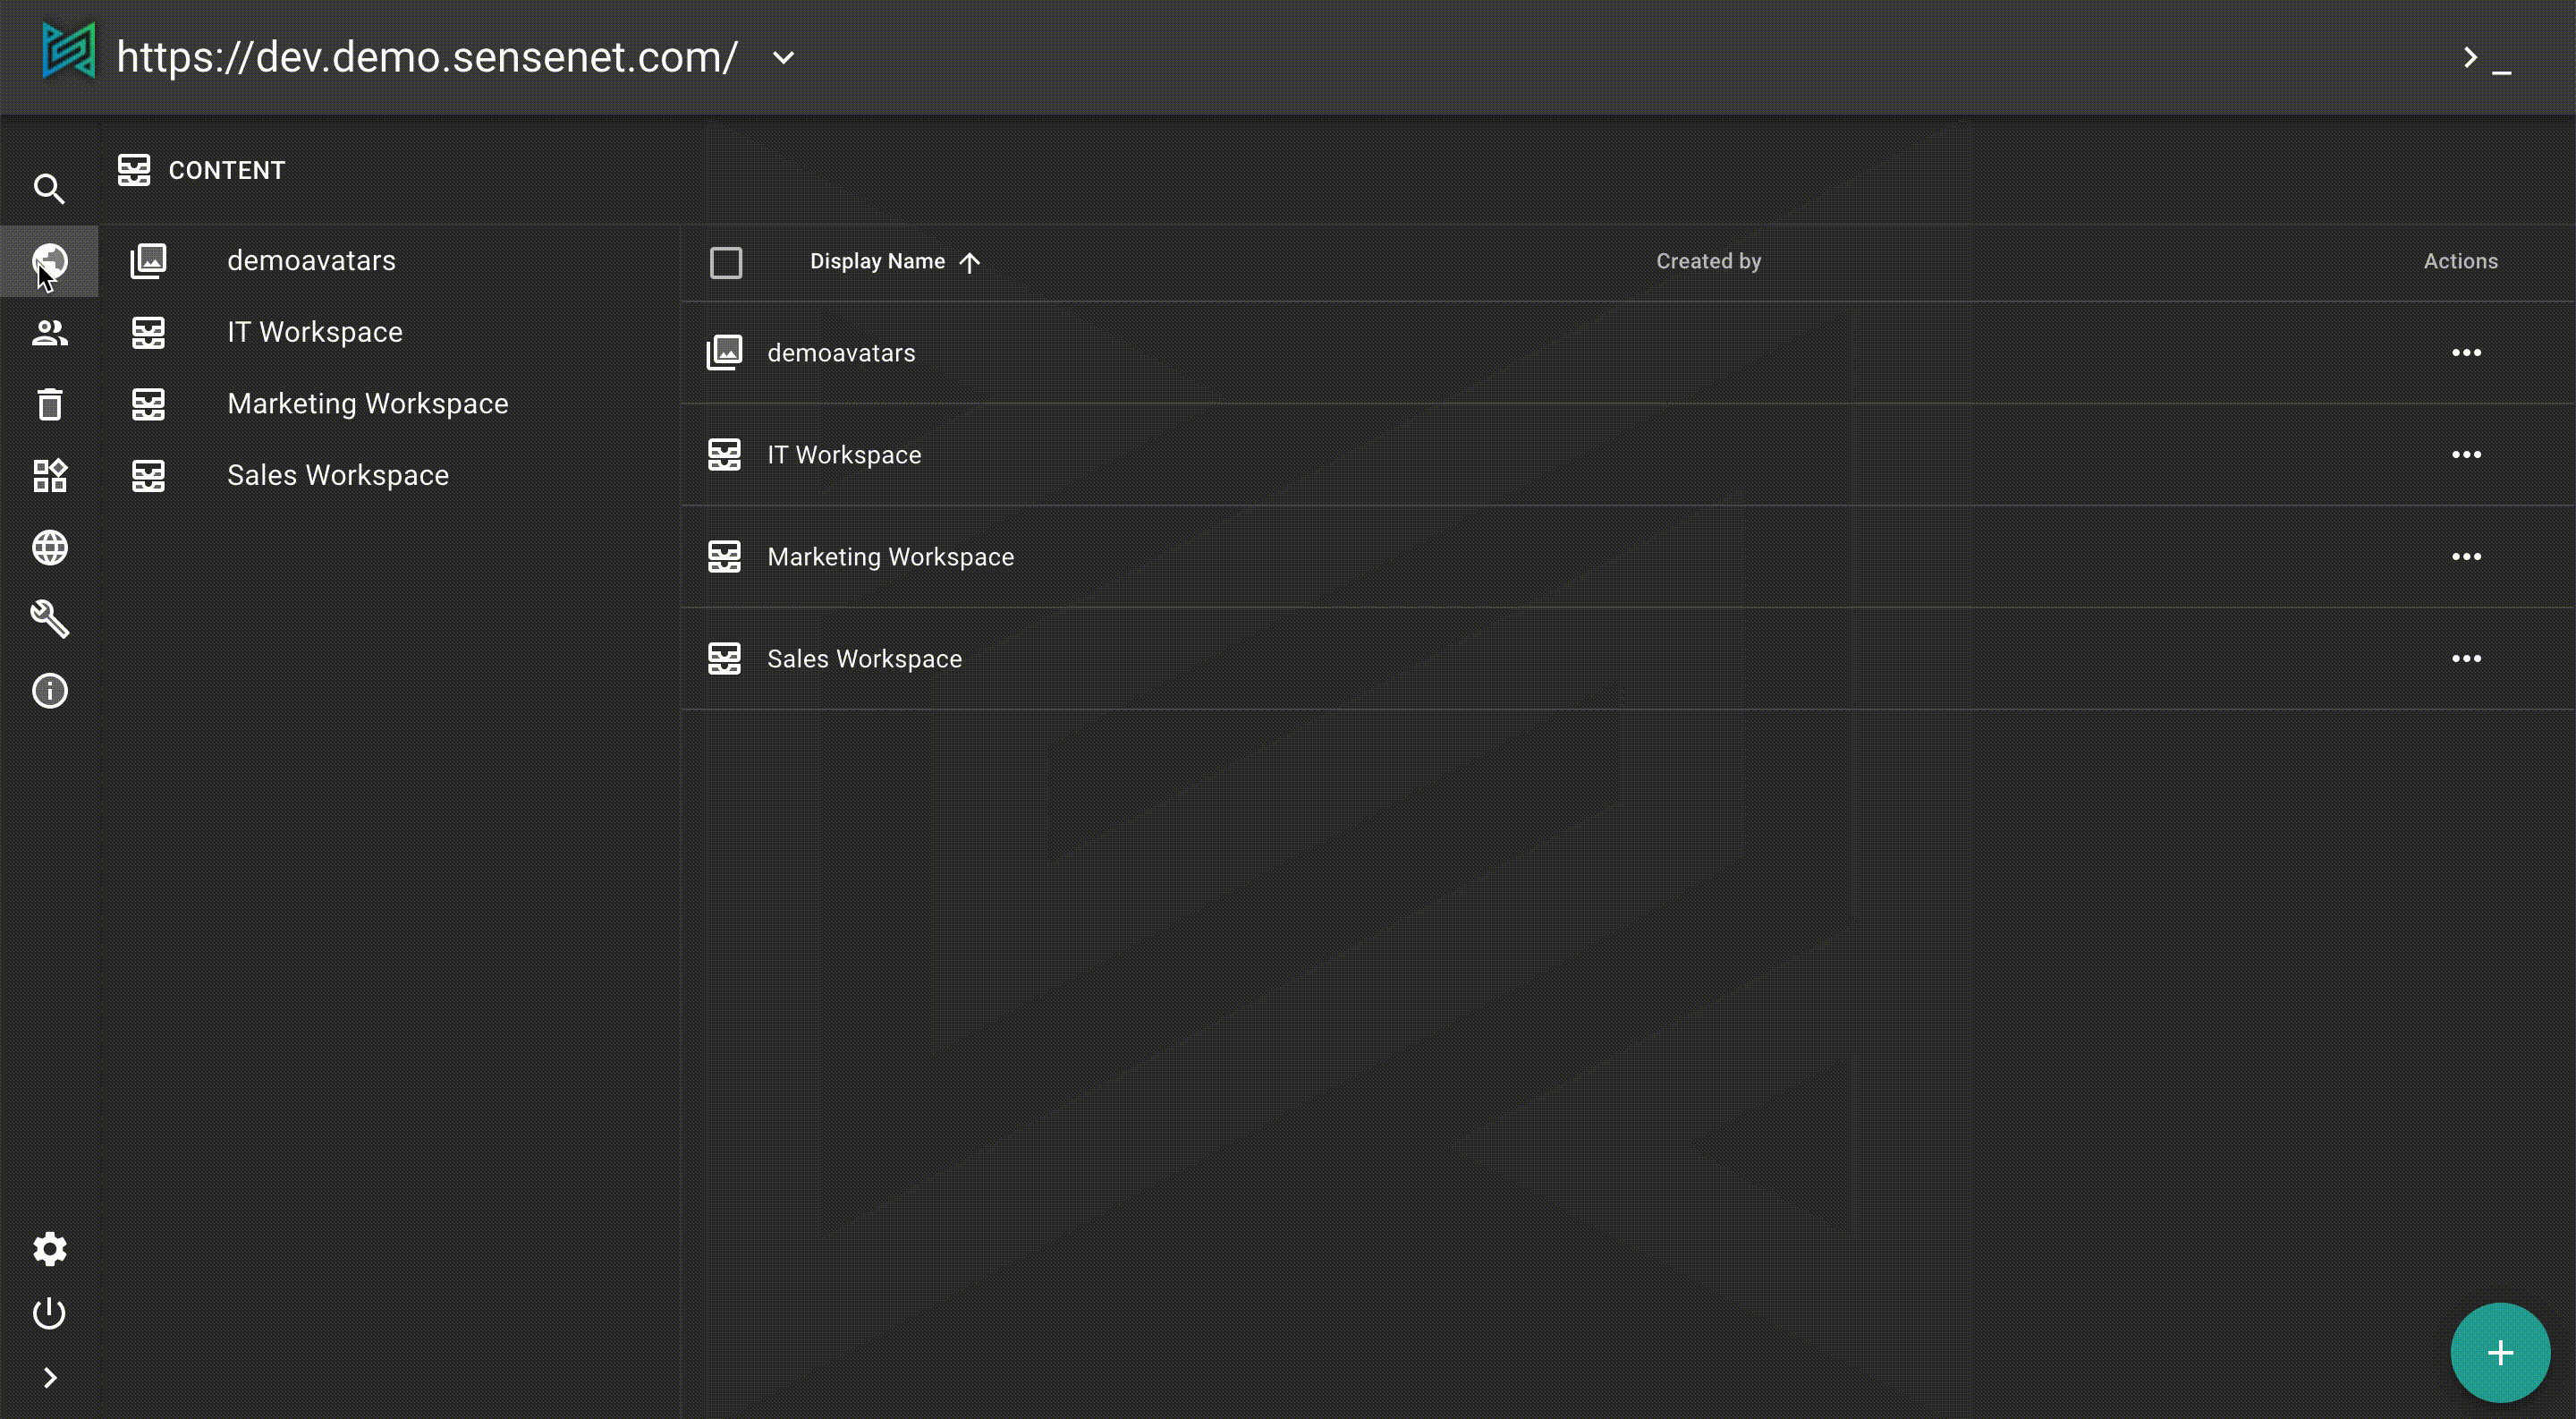 https://dev.demo.sensenet.com/
CONTENT
demoavatars
IT Workspace
Marketing Workspace
Sales Workspace
Display Name Created by Actions
demoavatars
IT Workspace
Marketing Workspace
Sales Workspace